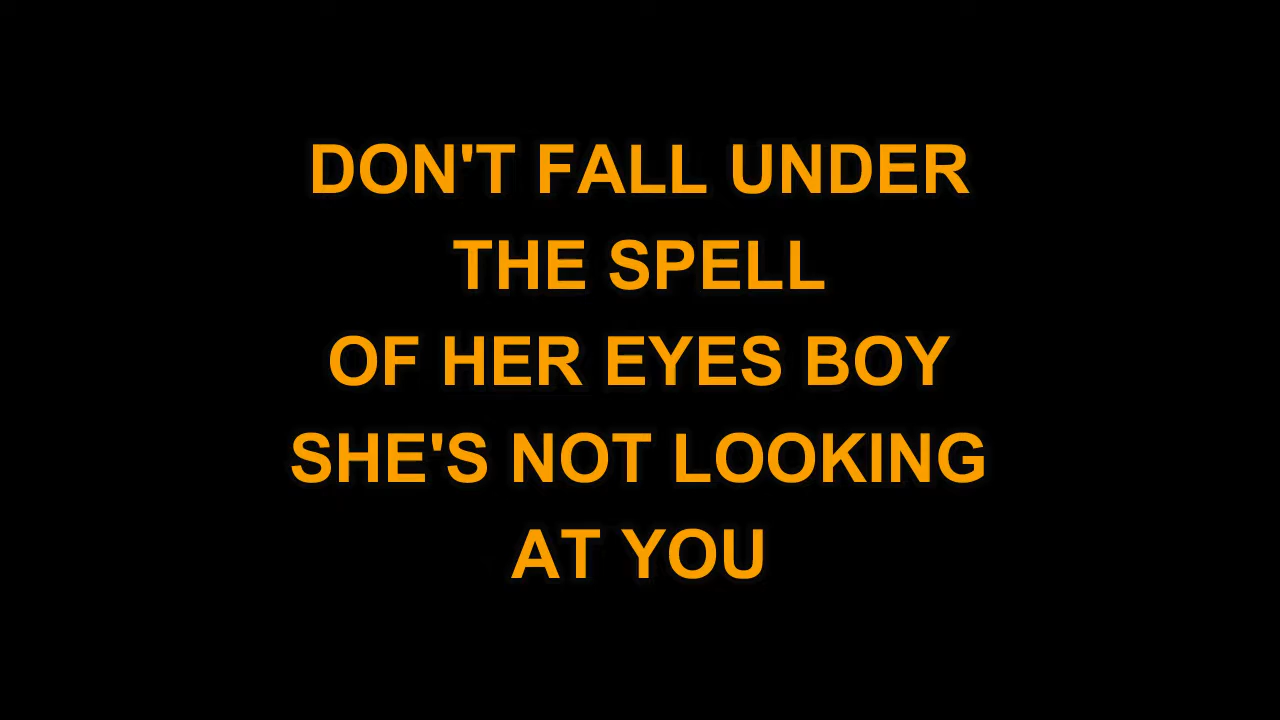 DON'T FALL UNDER
THE SPELL
OF HER EYES BOY
SHE'S NOT LOOKING
AT YOU